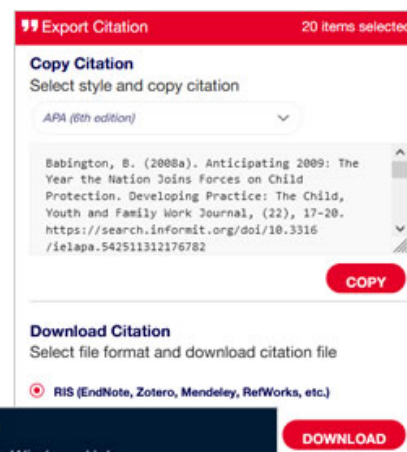 Export Citation 20 items selected
Copy Citation
Select style and copy citation
APA (6th edition)
Babington, B. (2008a). Anticipating 2009: The
Year the Nation Joins Forces on Child
Protection. Developing Practice: The Child,
Youth and Family Work Journal, (22), 17-20.
https://search.informit.org/doi/10.3316
/ielapa.542511312176782
COPY
Download Citation
Select file format and download citation file
RIS (EndNote, Zotero, Mendeley, RefWorks, etc.)
DOWNLOAD